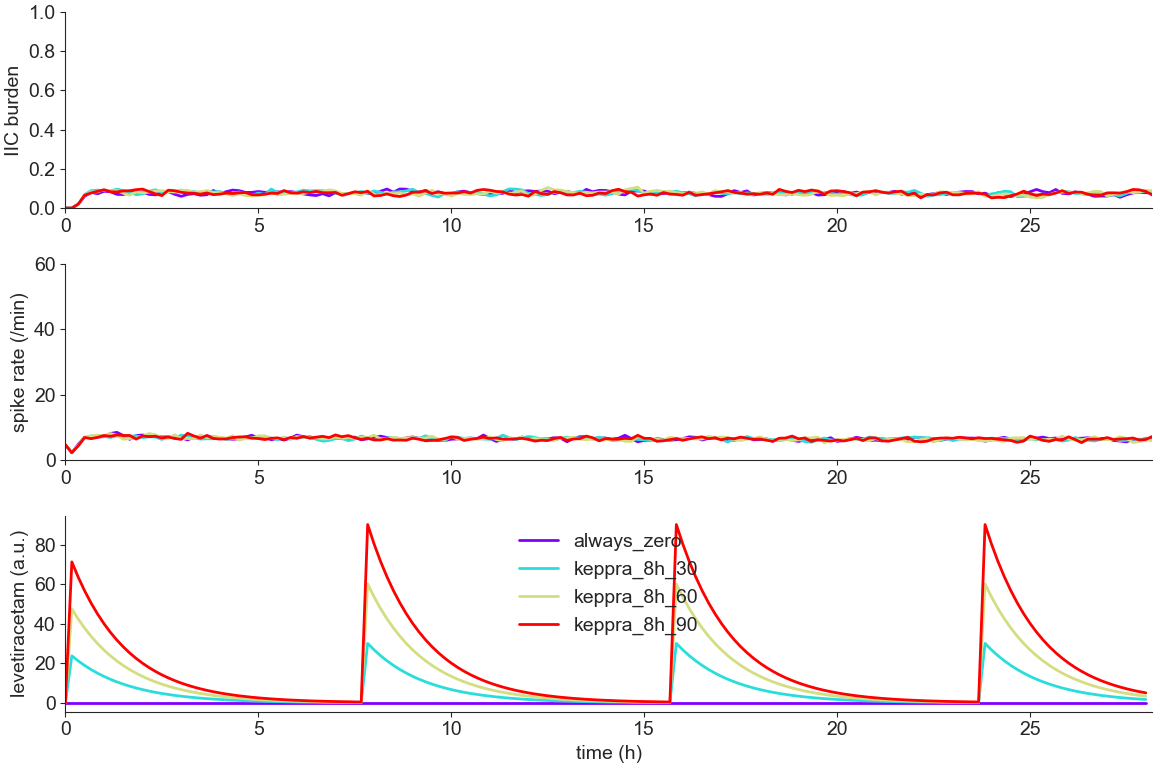 1.0
0.8
0.6
0.4
0.2
0.0
IIC burden
0 5 10 15 20 25
60
40
20
0
spike rate (/min)
0 5 10 15 20 25
80
60
40
20
0
levetiracetam (a.u.)
always_zero
keppra_8h_30
keppra_8h_60
keppra_8h_90
0 5 10 15 20 25
time (h)